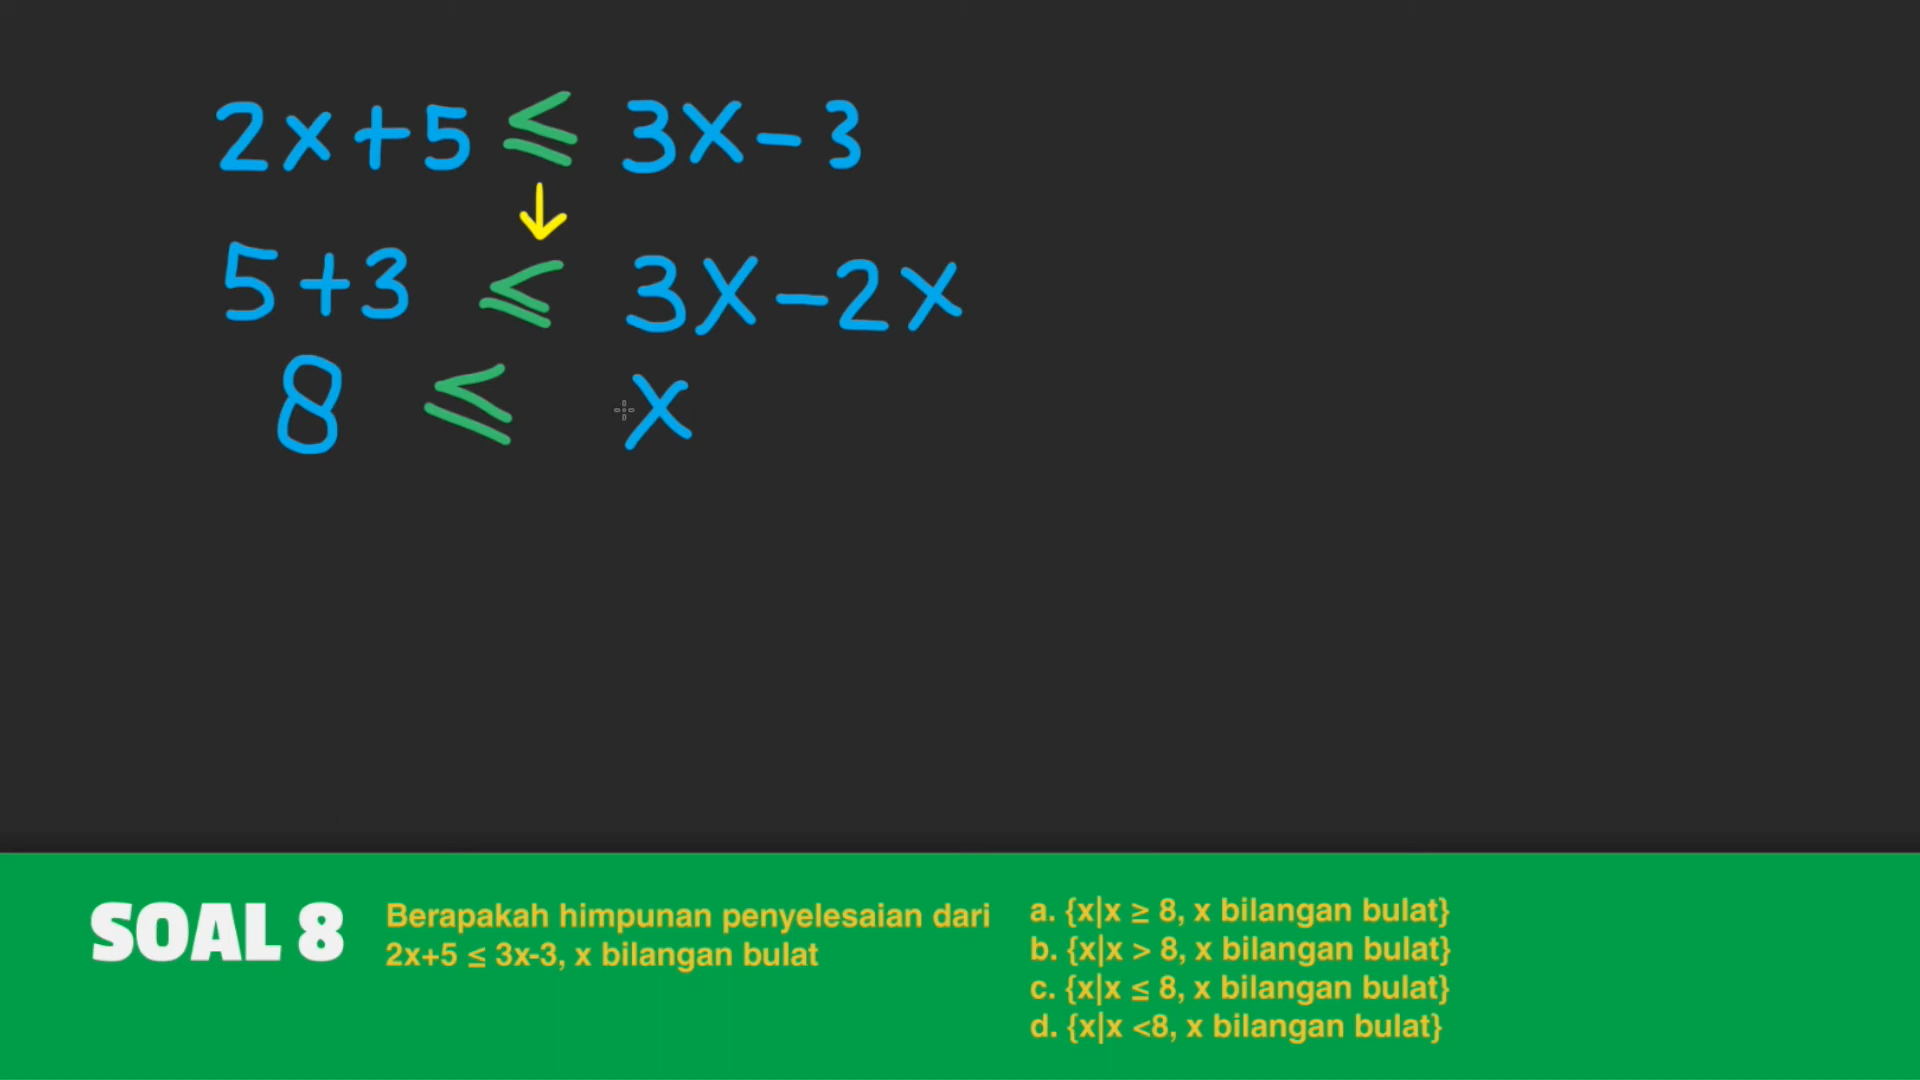 2x+5 ≤ 3x-3
5+3 ≤ 3x-2x
8 ≤ x
SOAL 8
Berapakah himpunan penyelesaian dari
2x+5 ≤ 3x-3, x bilangan bulat
a. {x|x ≥ 8, x bilangan bulat}
b. {x|x > 8, x bilangan bulat}
c. {x|x ≤ 8, x bilangan bulat}
d. {x|x <8, x bilangan bulat}